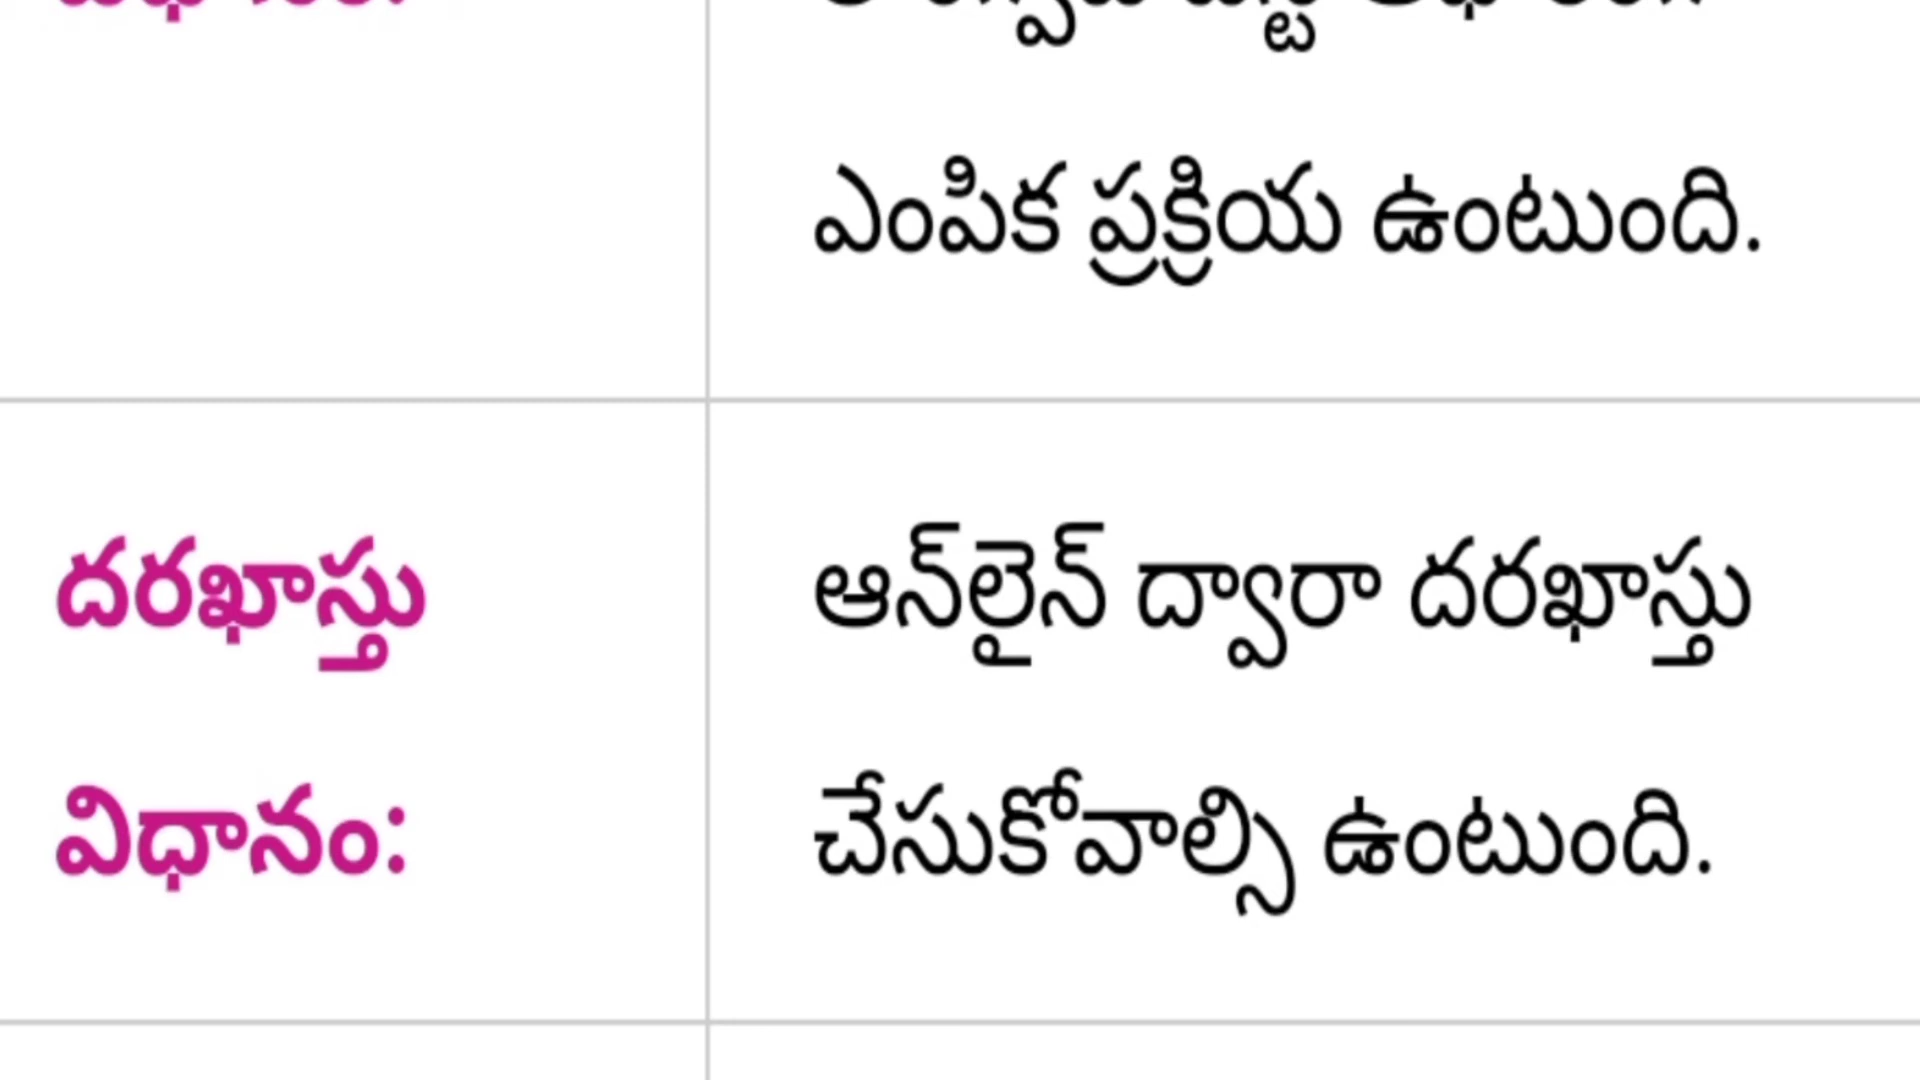 ఎంపిక ప్రక్రియ ఉంటుంది.
దరఖాస్తు
విధానం:
ఆన్‌లైన్ ద్వారా దరఖాస్తు
చేసుకోవాల్సి ఉంటుంది.